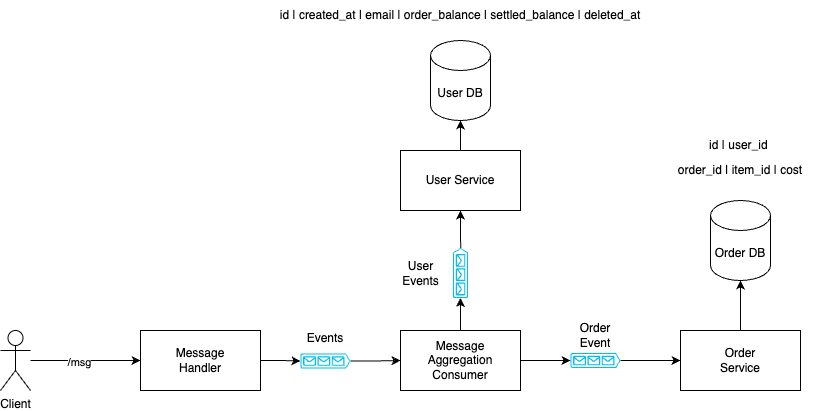 id | created_at | email | order_balance | settled_balance | deleted_at
User DB
id | user_id
order_id | item_id | cost
User Service
Order DB
User
Events
Order
Event
Events
Message
Handler
Message
Aggregation
Consumer
Order
Service
/msg
Client